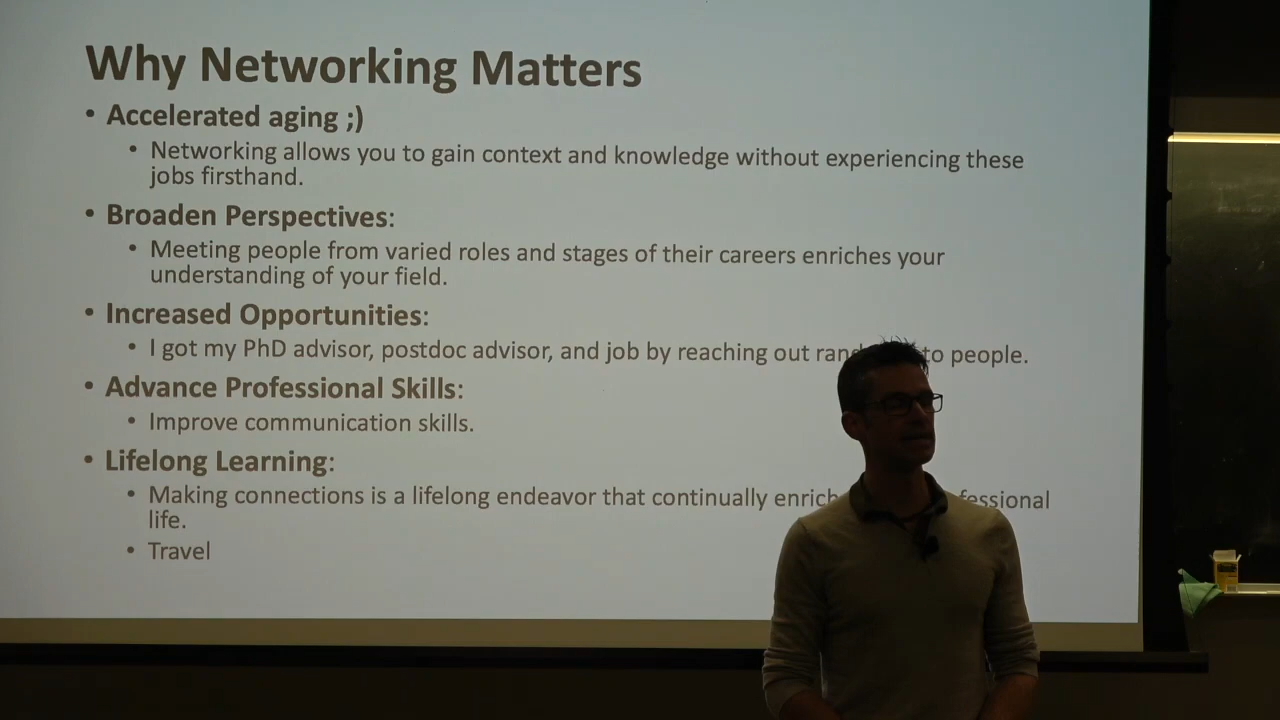 Why Networking Matters
• Accelerated aging ;)
• Networking allows you to gain context and knowledge without experiencing these
jobs firsthand.
• Broaden Perspectives:
• Meeting people from varied roles and stages of their careers enriches your
understanding of your field.
• Increased Opportunities:
• I got my PhD advisor, postdoc advisor, and job by reaching out to people.
• Advance Professional Skills:
• Improve communication skills.
• Lifelong Learning:
• Making connections is a lifelong endeavor that continually
life.
• Travel